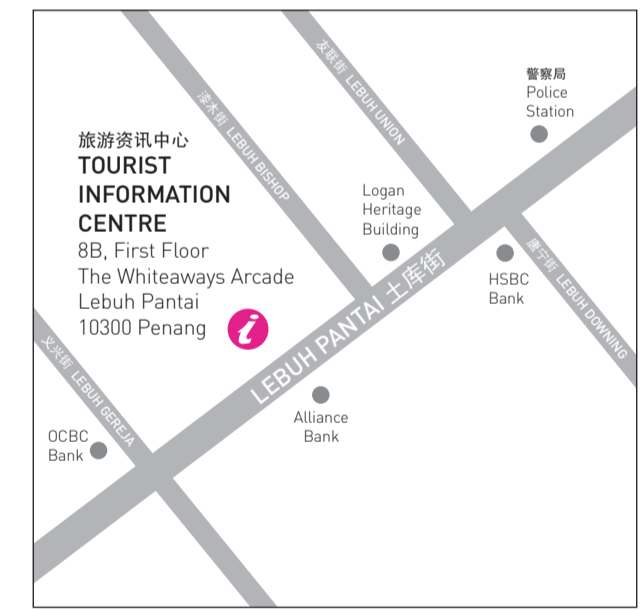 友联街 LEBUH UNION
警察局
Police
Station
漆木街 LEBUH BISHOP
旅游资讯中心
TOURIST
INFORMATION
CENTRE
8B, First Floor
The Whiteaways Arcade
Lebuh Pantai
10300 Penang
i
Logan
Heritage
Building
LEBUH PANTAI 土库街
HSBC
Bank
唐宁街 LEBUH DOWNING
义兴街 LEBUH GEREJA
OCBC
Bank
Alliance
Bank